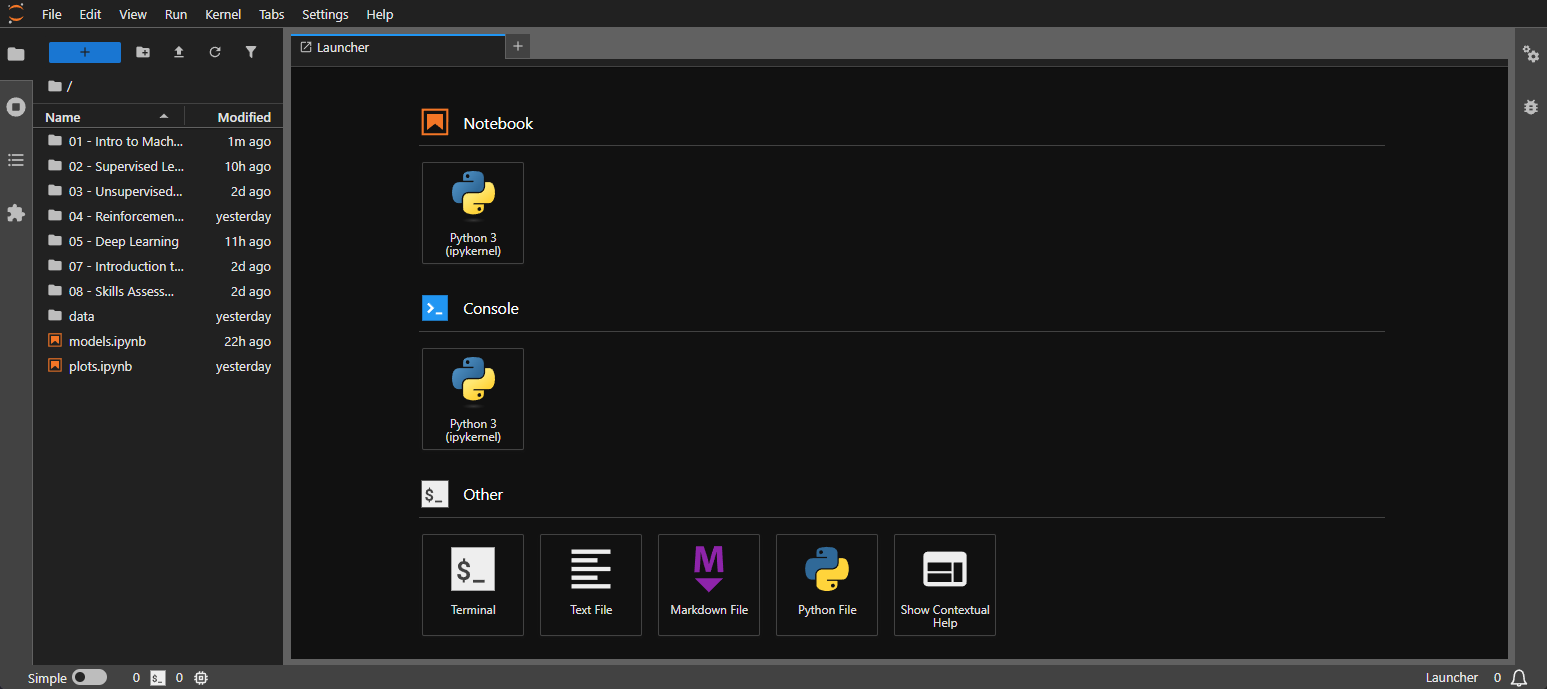 File Edit View Run Kernel Tabs Settings Help
Launcher
/
Name Modified
01 - Intro to Mach... 1m ago
02 - Supervised Le... 10h ago
03 - Unsupervised... 2d ago
04 - Reinforcemen... yesterday
05 - Deep Learning 11h ago
07 - Introduction t... 2d ago
08 - Skills Assess... 2d ago
data yesterday
models.ipynb 22h ago
plots.ipynb yesterday
Notebook
Python 3
(ipykernel)
Console
Python 3
(ipykernel)
$_ Other
$_
M
Terminal Text File Markdown File Python File Show Contextual
Help
Simple 0 $_ 0 Launcher 0